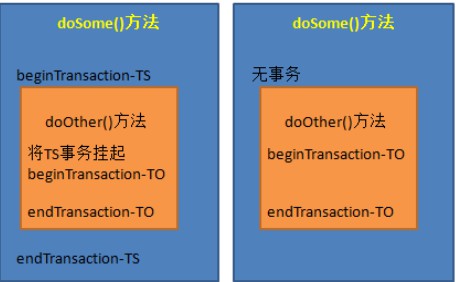 doSome()方法
beginTransaction-TS
doOther()方法
将TS事务挂起
beginTransaction-TO
endTransaction-TO
endTransaction-TS
doSome()方法
无事务
doOther()方法
beginTransaction-TO
endTransaction-TO